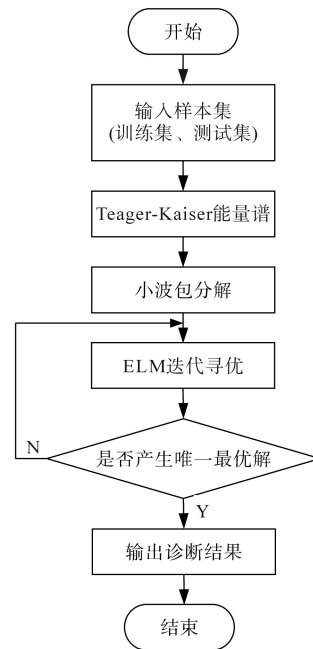 开始
输入样本集
(训练集、测试集)
Teager-Kaiser能量谱
小波包分解
ELM迭代寻优
N
是否产生唯一最优解
Y
输出诊断结果
结束